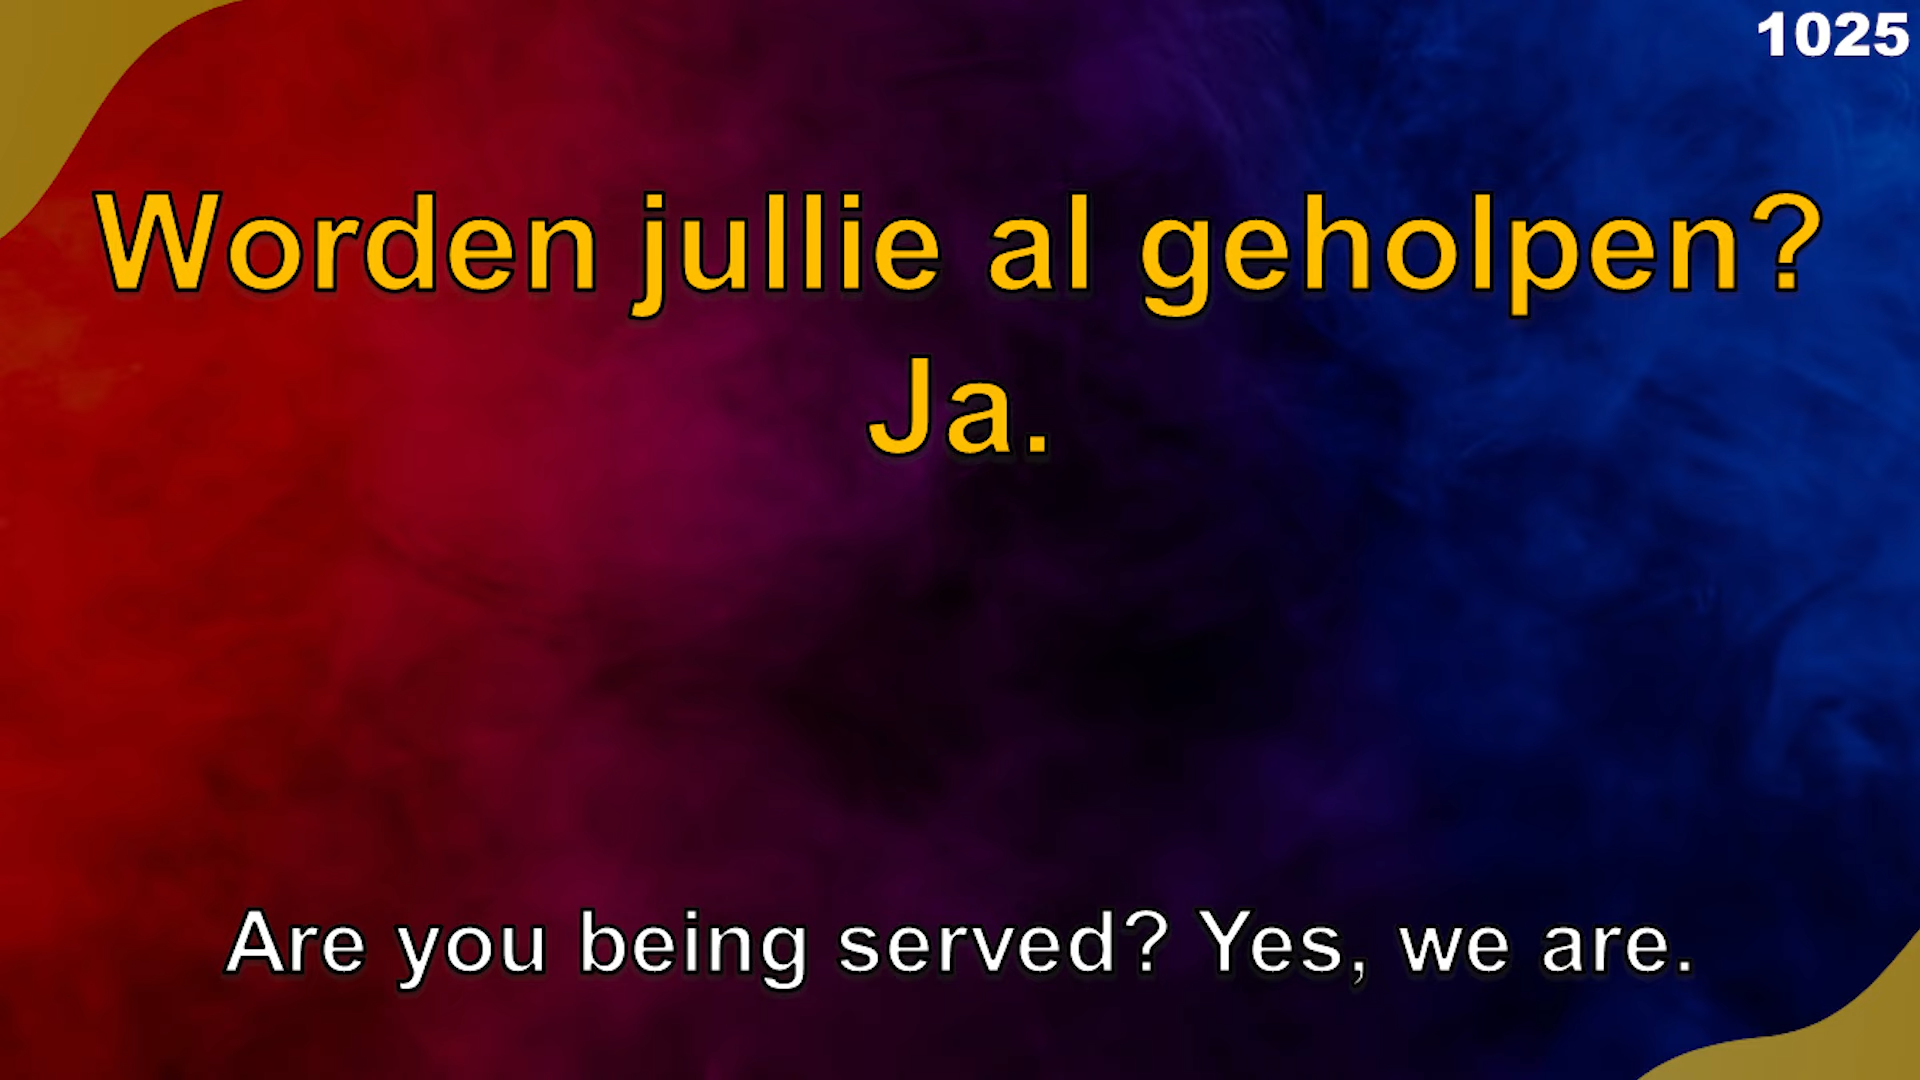 1025
Worden jullie al geholpen?
Ja.
Are you being served? Yes, we are.